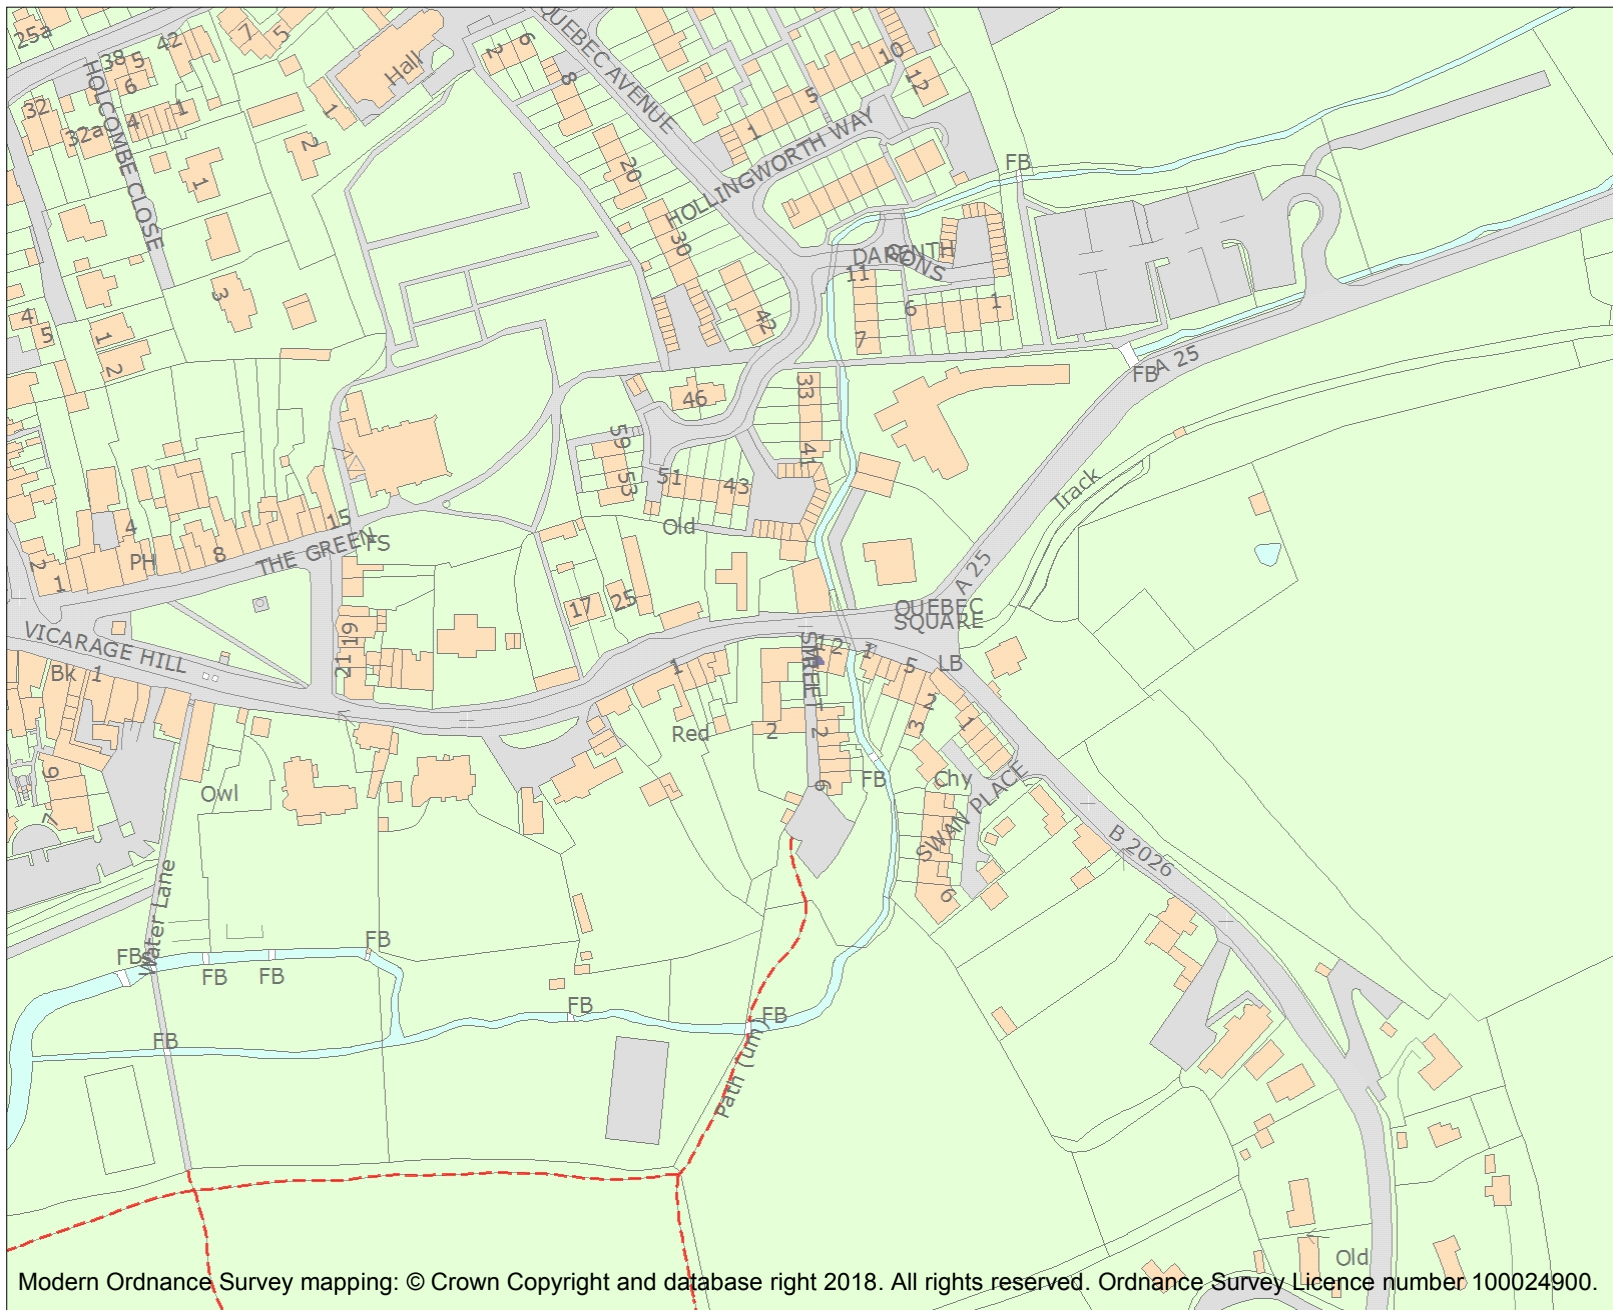 25a
38
5
42
7
5
Hall
2
6
QUEBEC AVENUE
8
10
12
6
32
HOLCOMBE CLOSE
32a
4
1
1
2
1
5
1
HOLLINGWORTH WAY
20
FB
30
DARENTH
GDNS
11
6
1
7
3
42
4
5
1
2
A 25
FB
46
33
41
59
53
51
43
Old
Track
15
FS
4
PH
8
THE GREEN
2
1
17
25
A 25
QUEBEC
SQUARE
VICARAGE HILL
19
21
Bk
1
1
STREET
12
1
5
LB
2
3
1
Red
2
2
6
FB
Chy
SWAN PLACE
6
Owl
9
7
B 2026
Water Lane
FB
FB
FB
FB
FB
FB
FB
Path (um)
Old
Modern Ordnance Survey mapping: © Crown Copyright and database right 2018. All rights reserved. Ordnance Survey Licence number 100024900.